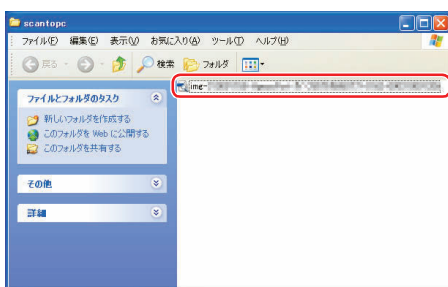 scantopc
ファイル(F) 編集(E) 表示(V) お気に入り(A) ツール(T) ヘルプ(H)
戻る 検索 フォルダ
ファイルとフォルダのタスク
新しいフォルダを作成する
このフォルダを Web に公開する
このフォルダを共有する
その他
詳細
img-